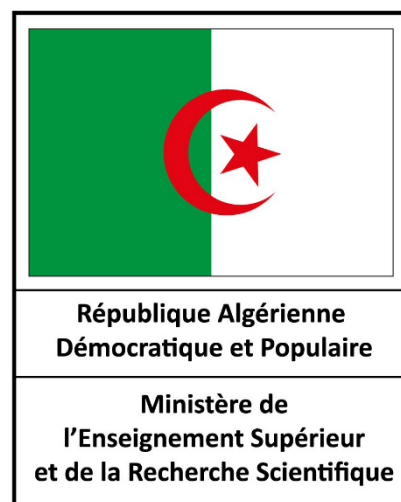 République Algérienne
Démocratique et Populaire
Ministère de
l'Enseignement Supérieur
et de la Recherche Scientifique